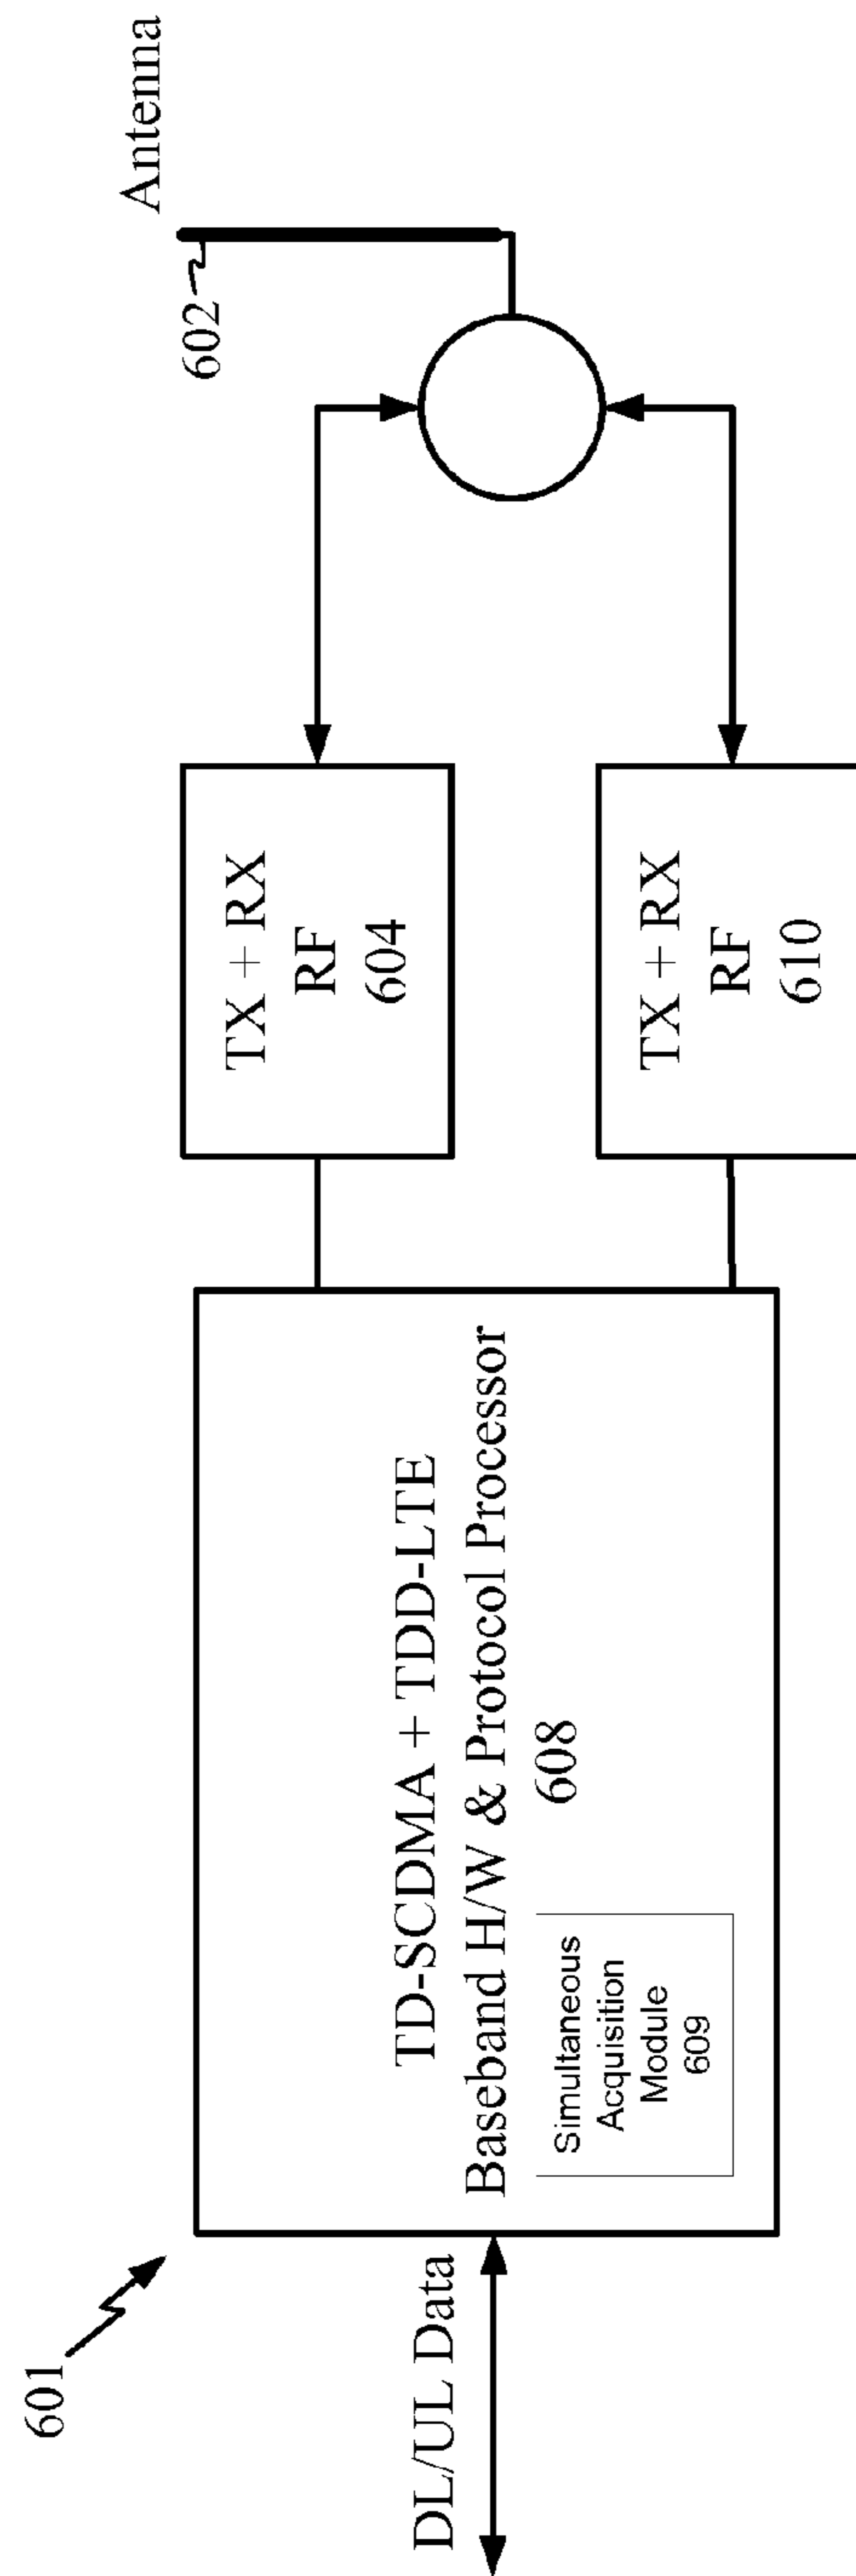 601
DL/UL Data
TD-SCDMA + TDD-LTE
Baseband H/W & Protocol Processor
608
Simultaneous
Acquisition
Module
609
TX + RX
RF
604
TX + RX
RF
610
602
Antenna